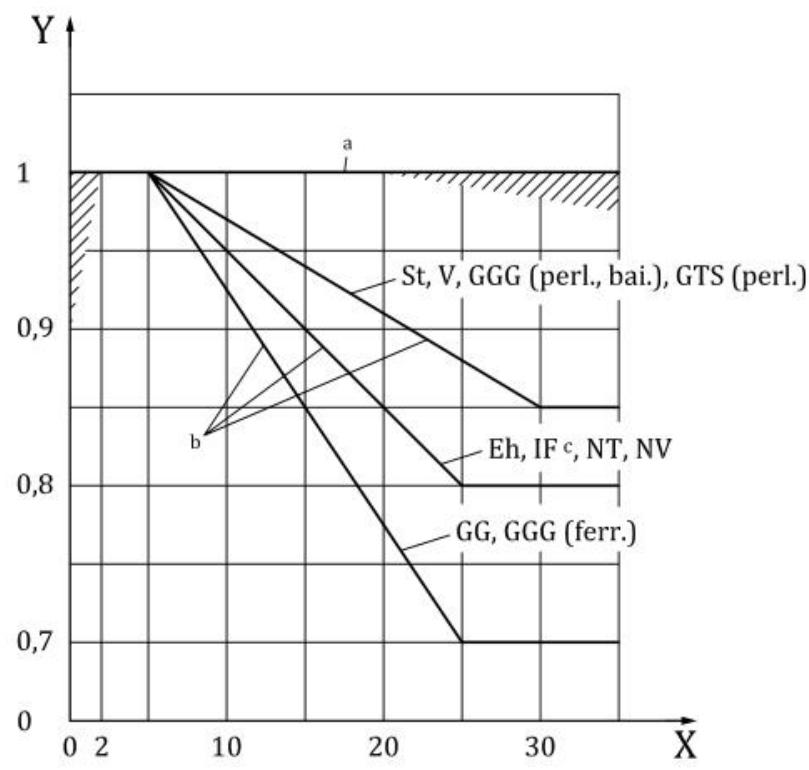 Y
a
1
St, V, GGG (perl., bai.), GTS (perl.)
0,9
b
Eh, IF c, NT, NV
0,8
GG, GGG (ferr.)
0,7
0
0 2 10 20 30 X